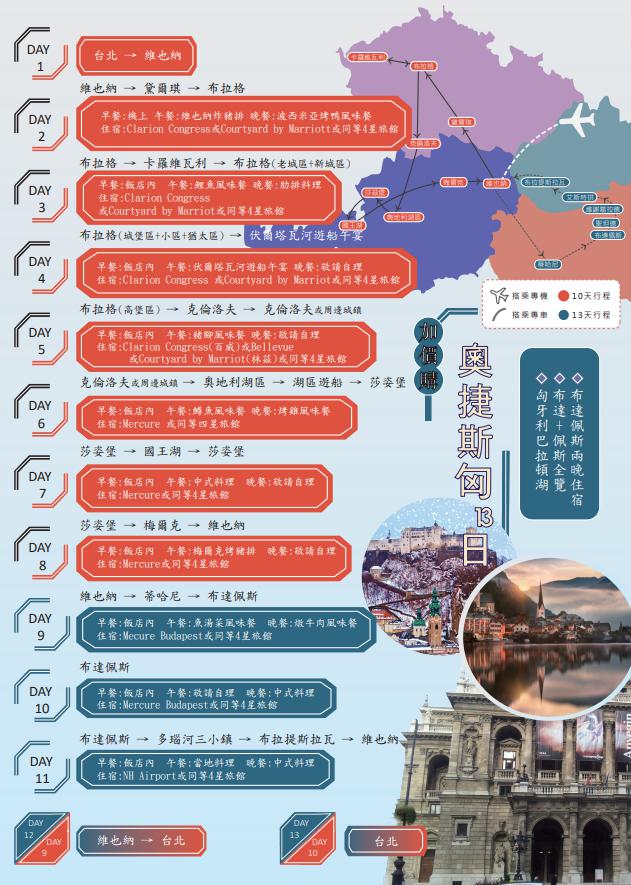 DAY
1
台北 → 維也納
維也納 → 黛爾琪 → 布拉格
DAY
2
早餐:機上 午餐:維也納炸豬排 晚餐:波西米亞烤鴨風味餐
住宿:Clarion Congress或Courtyard by Marriott或同等4星旅館
布拉格 → 卡羅維瓦利 → 布拉格(老城區+新城區)
DAY
3
早餐:飯店內 午餐:鯉魚風味餐 晚餐:肋排料理
住宿:Clarion Congress
或Courtyard by Marriot或同等4星旅館
布拉格(城堡區+小區+猶太區) → 伏爾塔瓦河遊船午宴
DAY
4
早餐:飯店內 午餐:伏爾塔瓦河遊船午宴 晚餐:敬請自理
住宿:Clarion Congress 或Courtyard by Marriot或同等4星旅館
布拉格(高堡區) → 克倫洛夫 → 克倫洛夫或周邊城鎮
DAY
5
早餐:飯店內 午餐:豬腳風味餐 晚餐:敬請自理
住宿:Clarion Congress(百威)或Bellevue
或Courtyard by Marriot(林茲)或同等4星旅館
克倫洛夫或周邊城鎮 → 奧地利湖區 → 湖區遊船 → 莎姿堡
DAY
6
早餐:飯店內 午餐:鱒魚風味餐 晚餐:烤雞風味餐
住宿:Mercure 或同等四星旅館
莎姿堡 → 國王湖 → 莎姿堡
DAY
7
早餐:飯店內 午餐:中式料理 晚餐:敬請自理
住宿:Mercure或同等4星旅館
莎姿堡 → 梅爾克 → 維也納
DAY
8
早餐:飯店內 午餐:梅爾克烤豬排 晚餐:敬請自理
住宿:Mercure或同等4星旅館
維也納 → 蒂哈尼 → 布達佩斯
DAY
9
早餐:飯店內 午餐:魚湯菜風味餐 晚餐:燉牛肉風味餐
住宿:Mecure Budapest或同等4星旅館
布達佩斯
DAY
10
早餐:飯店內 午餐:敬請自理 晚餐:中式料理
住宿:Mercure Budapest或同等4星旅館
布達佩斯 → 多瑙河三小鎮 → 布拉提斯拉瓦 → 維也納
DAY
11
早餐:飯店內 午餐:當地料理 晚餐:中式料理
住宿:NH Airport或同等4星旅館
DAY
12
DAY
9
維也納 → 台北
DAY
13
DAY
10
台北
卡羅維瓦利
布拉格
黛爾琪
克倫洛夫
莎茲堡
梅爾克
維也納
奧地利湖區
國王湖
布拉提斯拉瓦
艾斯特根
維謝葛拉德
聖坦德
布達佩斯
蒂哈尼
搭乘專機
10天行程
搭乘專車
13天行程
加價購
奧捷斯匈13日
布達佩斯兩晚住宿
布達+佩斯全覽
匈牙利巴拉頓湖